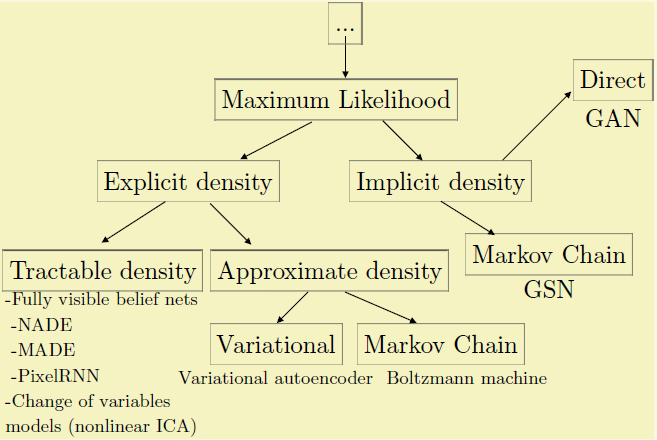 ...
Direct
GAN
Maximum Likelihood
Explicit density
Implicit density
Markov Chain
GSN
Tractable density
-Fully visible belief nets
-NADE
-MADE
-PixelRNN
-Change of variables
models (nonlinear ICA)
Approximate density
Variational
Variational autoencoder
Markov Chain
Boltzmann machine